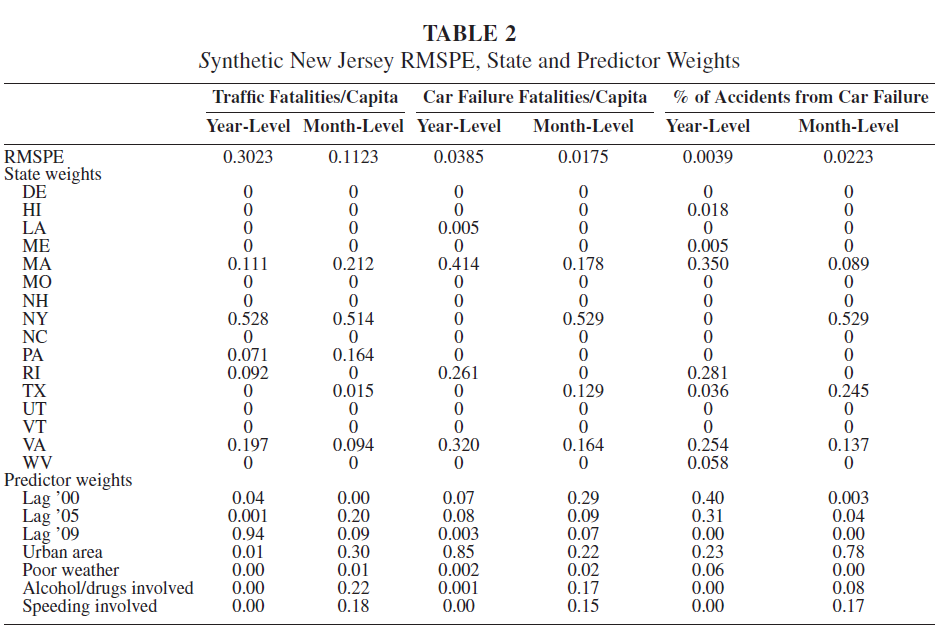 TABLE 2
Synthetic New Jersey RMSPE, State and Predictor Weights
Traffic Fatalities/Capita Car Failure Fatalities/Capita % of Accidents from Car Failure
Year-Level Month-Level Year-Level Month-Level Year-Level Month-Level
RMSPE 0.3023 0.1123 0.0385 0.0175 0.0039 0.0223
State weights
DE 0 0 0 0 0 0
HI 0 0 0 0 0.018 0
LA 0 0 0.005 0 0 0
ME 0 0 0 0 0.005 0
MA 0.111 0.212 0.414 0.178 0.350 0.089
MO 0 0 0 0 0 0
NH 0 0 0 0 0 0
NY 0.528 0.514 0 0.529 0 0.529
NC 0 0 0 0 0 0
PA 0.071 0.164 0 0 0 0
RI 0.092 0 0.261 0 0.281 0
TX 0 0.015 0 0.129 0.036 0.245
UT 0 0 0 0 0 0
VT 0 0 0 0 0 0
VA 0.197 0.094 0.320 0.164 0.254 0.137
WV 0 0 0 0 0.058 0
Predictor weights
Lag ’00 0.04 0.00 0.07 0.29 0.40 0.003
Lag ’05 0.001 0.20 0.08 0.09 0.31 0.04
Lag ’09 0.94 0.09 0.003 0.07 0.00 0.00
Urban area 0.01 0.30 0.85 0.22 0.23 0.78
Poor weather 0.00 0.01 0.002 0.02 0.06 0.00
Alcohol/drugs involved 0.00 0.22 0.001 0.17 0.00 0.08
Speeding involved 0.00 0.18 0.00 0.15 0.00 0.17